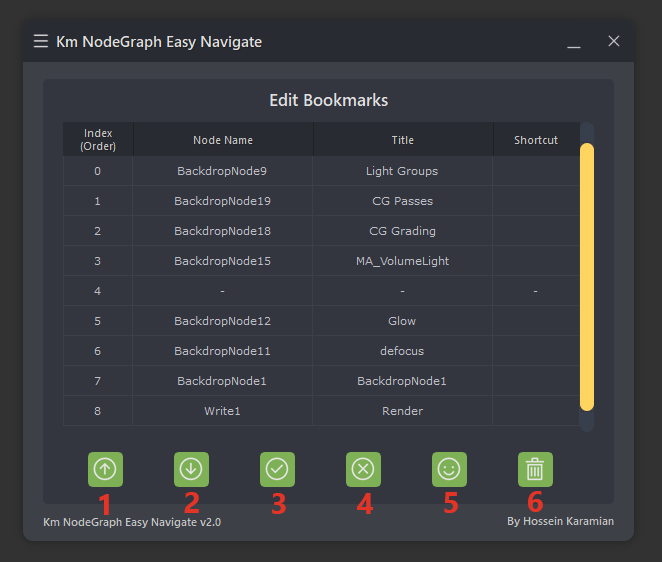 Km NodeGraph Easy Navigate
Edit Bookmarks
Index
(Order) Node Name Title Shortcut
0 BackdropNode9 Light Groups
1 BackdropNode19 CG Passes
2 BackdropNode18 CG Grading
3 BackdropNode15 MA_VolumeLight
4 - - -
5 BackdropNode12 Glow
6 BackdropNode11 defocus
7 BackdropNode1 BackdropNode1
8 Write1 Render
1 2 3 4 5 6
Km NodeGraph Easy Navigate v2.0 By Hossein Karamian